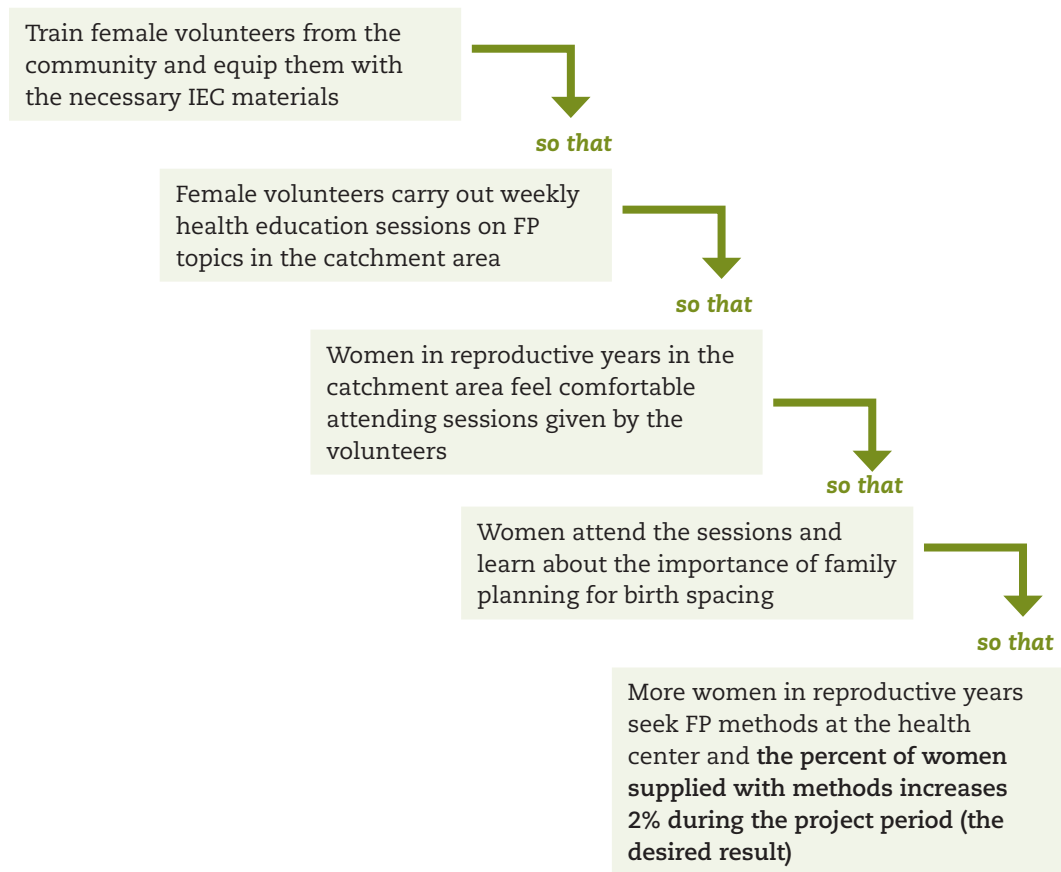 Train female volunteers from the
community and equip them with
the necessary IEC materials
so that
Female volunteers carry out weekly
health education sessions on FP
topics in the catchment area
so that
Women in reproductive years in the
catchment area feel comfortable
attending sessions given by the
volunteers
so that
Women attend the sessions and
learn about the importance of family
planning for birth spacing
so that
More women in reproductive years
seek FP methods at the health
center and the percent of women
supplied with methods increases
2% during the project period (the
desired result)